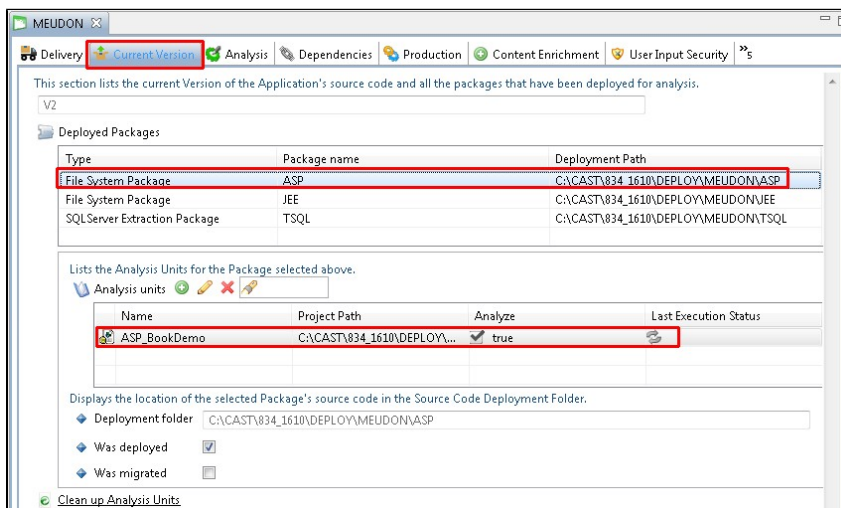 MEUDON
Delivery Current Version Analysis Dependencies Production Content Enrichment User Input Security »5
This section lists the current Version of the Application's source code and all the packages that have been deployed for analysis.
V2
Deployed Packages
Type Package name Deployment Path
File System Package ASP C:\CAST\834_1610\DEPLOY\MEUDON\ASP
File System Package JEE C:\CAST\834_1610\DEPLOY\MEUDON\JEE
SQLServer Extraction Package TSQL C:\CAST\834_1610\DEPLOY\MEUDON\TSQL
Lists the Analysis Units for the Package selected above.
Analysis units
Name Project Path Analyze Last Execution Status
ASP_BookDemo C:\CAST\834_1610\DEPLOY\... true
Displays the location of the selected Package's source code in the Source Code Deployment Folder.
Deployment folder C:\CAST\834_1610\DEPLOY\MEUDON\ASP
Was deployed
Was migrated
Clean up Analysis Units